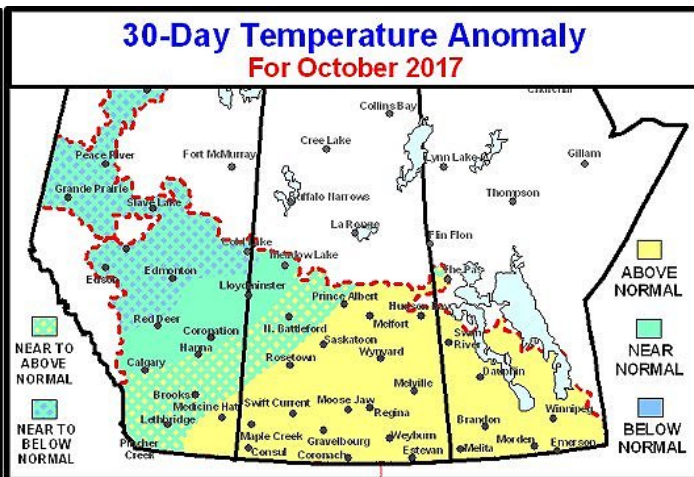 30-Day Temperature Anomaly
For October 2017
Collins Bay
Cree Lake
Peace River
Fort McMurray
Lynn Lake
Gillam
Grande Prairie
Slave Lake
Buffalo Narrows
Thompson
La Ronge
Flin Flon
Cold Lake
Meadow Lake
Edson
Edmonton
The Pas
ABOVE
NORMAL
Lloydminster
Prince Albert
Hudson Bay
Red Deer
N. Battleford
Melfort
Coronation
Saskatoon
Swan
River
NEAR TO
ABOVE
NORMAL
Hanna
Wynyard
NEAR
NORMAL
Calgary
Rosetown
Dauphin
Brooks
Melville
Medicine Hat
Swift Current
Moose Jaw
Regina
Winnipeg
BELOW
NORMAL
NEAR TO
BELOW
NORMAL
Lethbridge
Brandon
Pincher
Creek
Maple Creek
Gravelbourg
Weyburn
Morden
Consul
Coronach
Estevan
Melita
Emerson